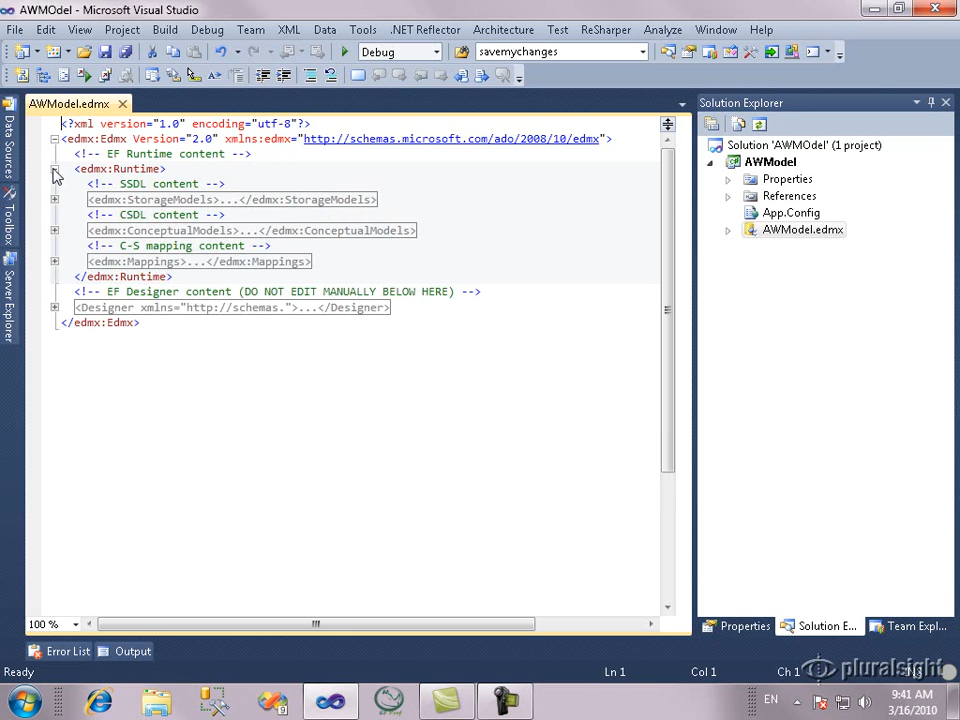 AWMOdel - Microsoft Visual Studio
File Edit View Project Build Debug Team XML Data Tools .NET Reflector Architecture Test ReSharper Analyze Window Help
Debug savemychanges
AWModel.edmx
<?xml version="1.0" encoding="utf-8"?>
<edmx:Edmx Version="2.0" xmlns:edmx="http://schemas.microsoft.com/ado/2008/10/edmx">
<!-- EF Runtime content -->
<edmx:Runtime>
<!-- SSDL content -->
<edmx:StorageModels>...</edmx:StorageModels>
<!-- CSDL content -->
<edmx:ConceptualModels>...</edmx:ConceptualModels>
<!-- C-S mapping content -->
<edmx:Mappings>...</edmx:Mappings>
</edmx:Runtime>
<!-- EF Designer content (DO NOT EDIT MANUALLY BELOW HERE) -->
<Designer xmlns="http://schemas.">...</Designer>
</edmx:Edmx>
100 %
Data Sources
Toolbox
Server Explorer
Solution Explorer
Solution 'AWMOdel' (1 project)
AWModel
Properties
References
App.Config
AWModel.edmx
Properties Solution E... Team Expl...
Error List Output
Ready Ln 1 Col 1 Ch 1
pluralsight
EN 9:41 AM
3/16/2010